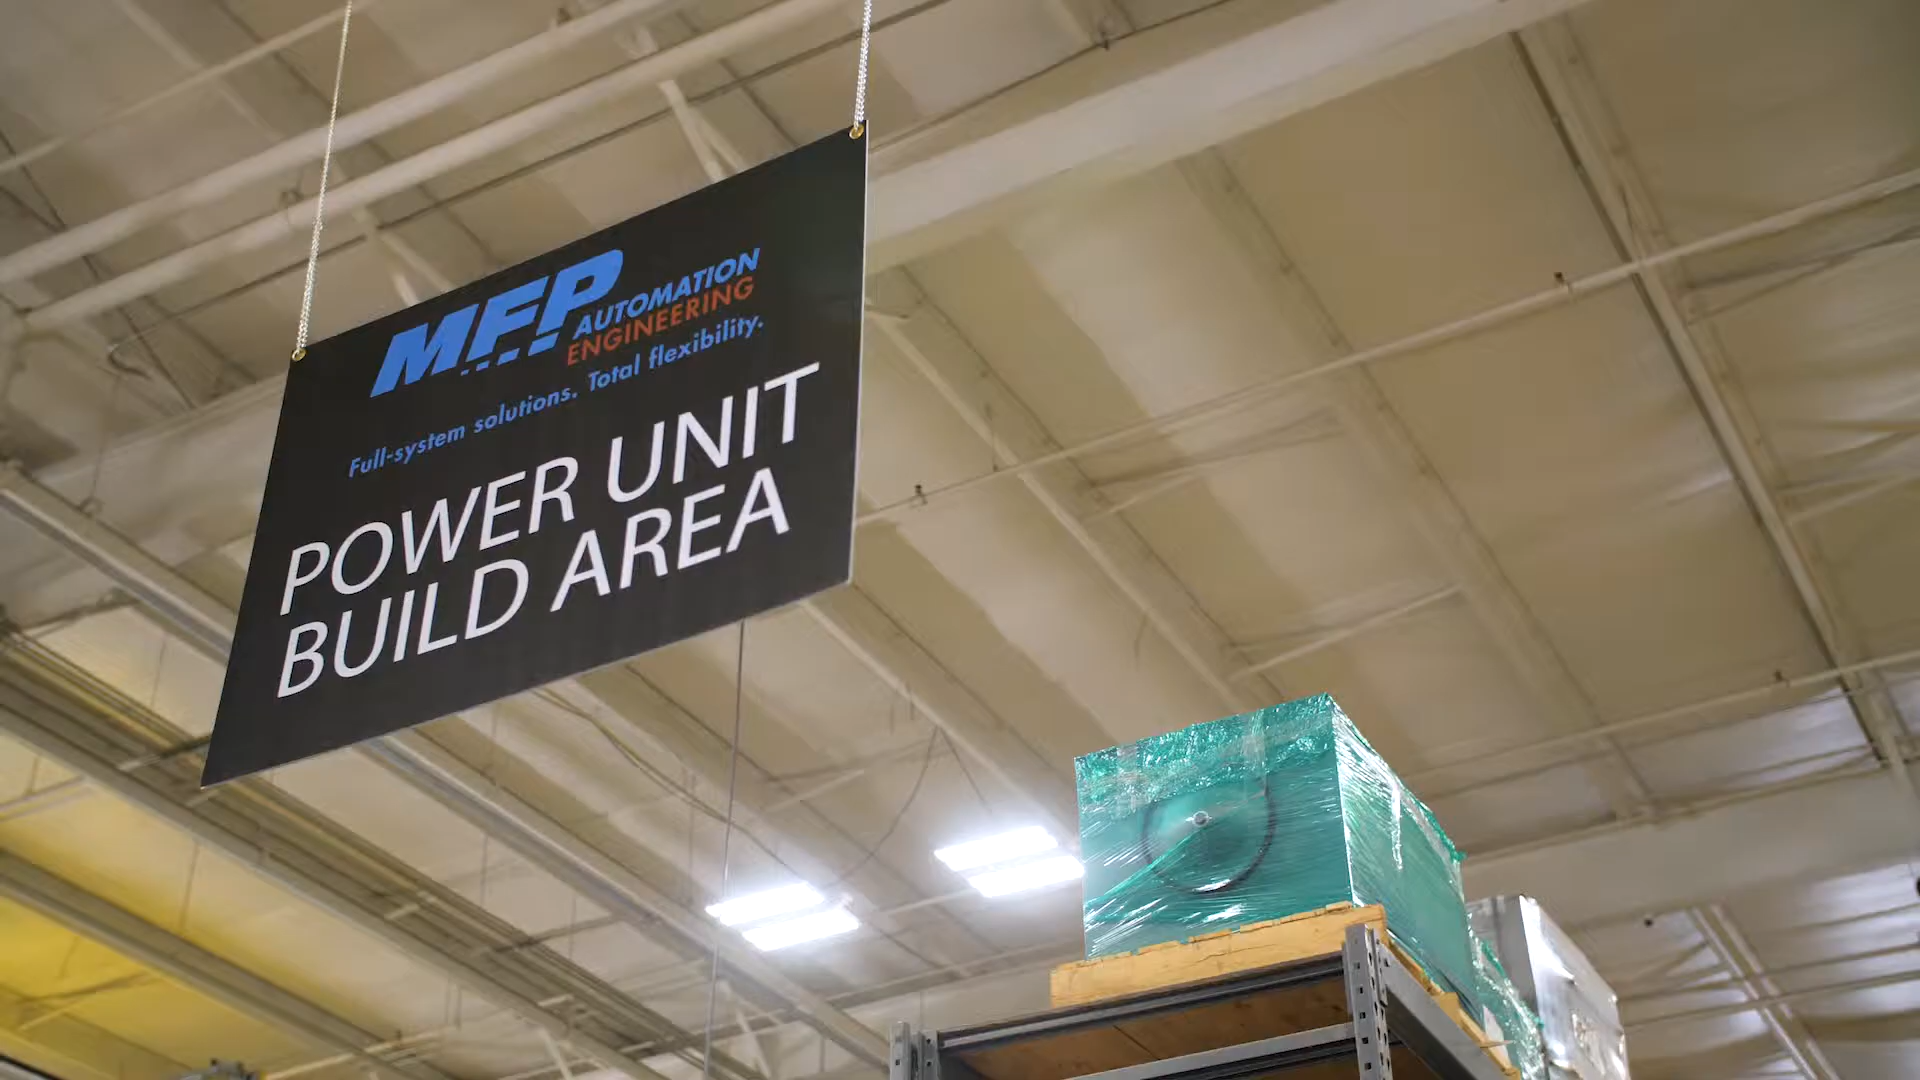 MFP AUTOMATION
ENGINEERING
Full-system solutions. Total flexibility.
POWER UNIT
BUILD AREA